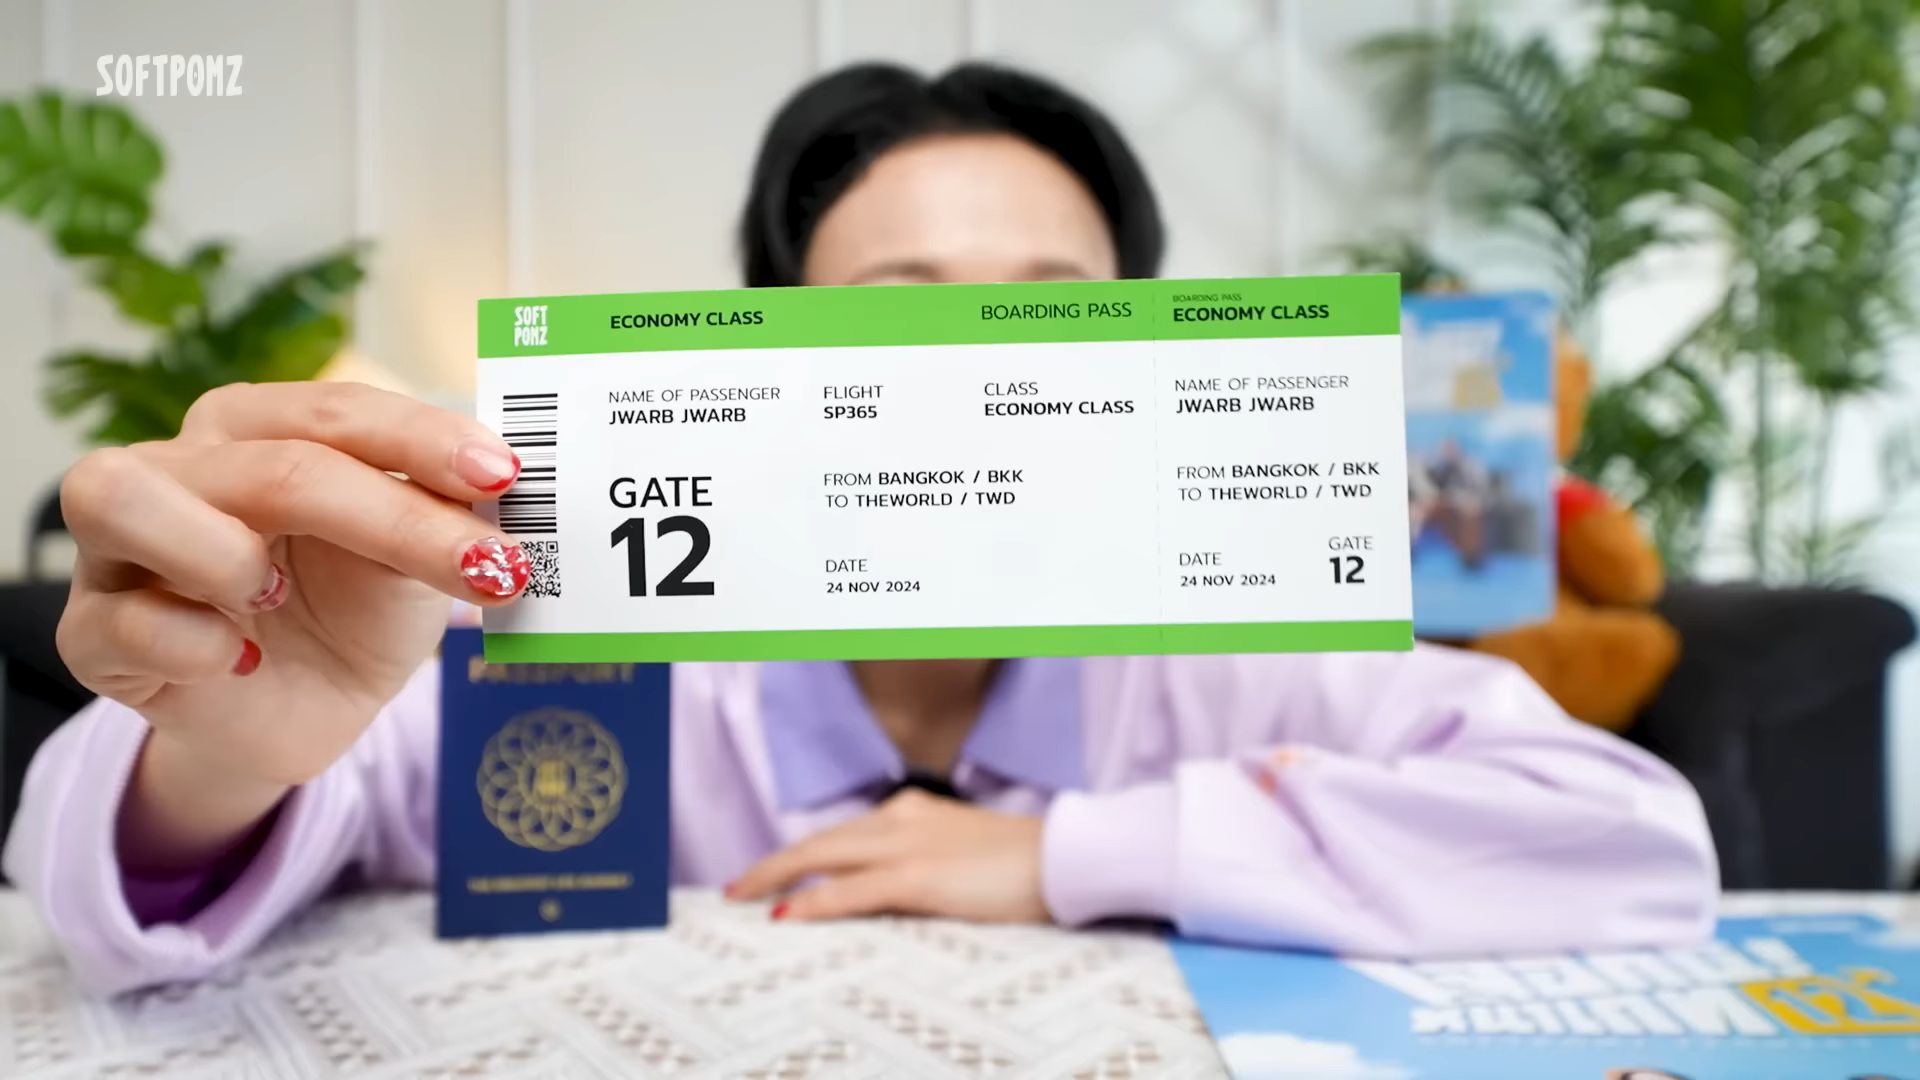 SOFTPOMZ
SOFT
POMZ
ECONOMY CLASS
BOARDING PASS
BOARDING PASS
ECONOMY CLASS
NAME OF PASSENGER
JWARB JWARB
FLIGHT
SP365
CLASS
ECONOMY CLASS
GATE
12
FROM BANGKOK / BKK
TO THEWORLD / TWD
DATE
24 NOV 2024
NAME OF PASSENGER
JWARB JWARB
FROM BANGKOK / BKK
TO THEWORLD / TWD
DATE
24 NOV 2024
GATE
12
PASSPORT